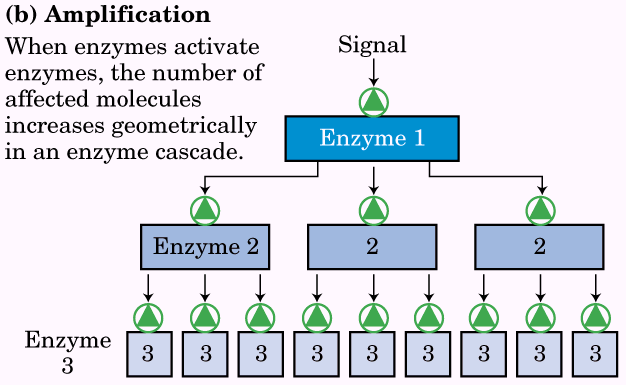 (b) Amplification
When enzymes activate
enzymes, the number of
affected molecules
increases geometrically
in an enzyme cascade.
Signal
Enzyme 1
Enzyme 2
2
2
Enzyme
3
3
3
3
3
3
3
3
3
3